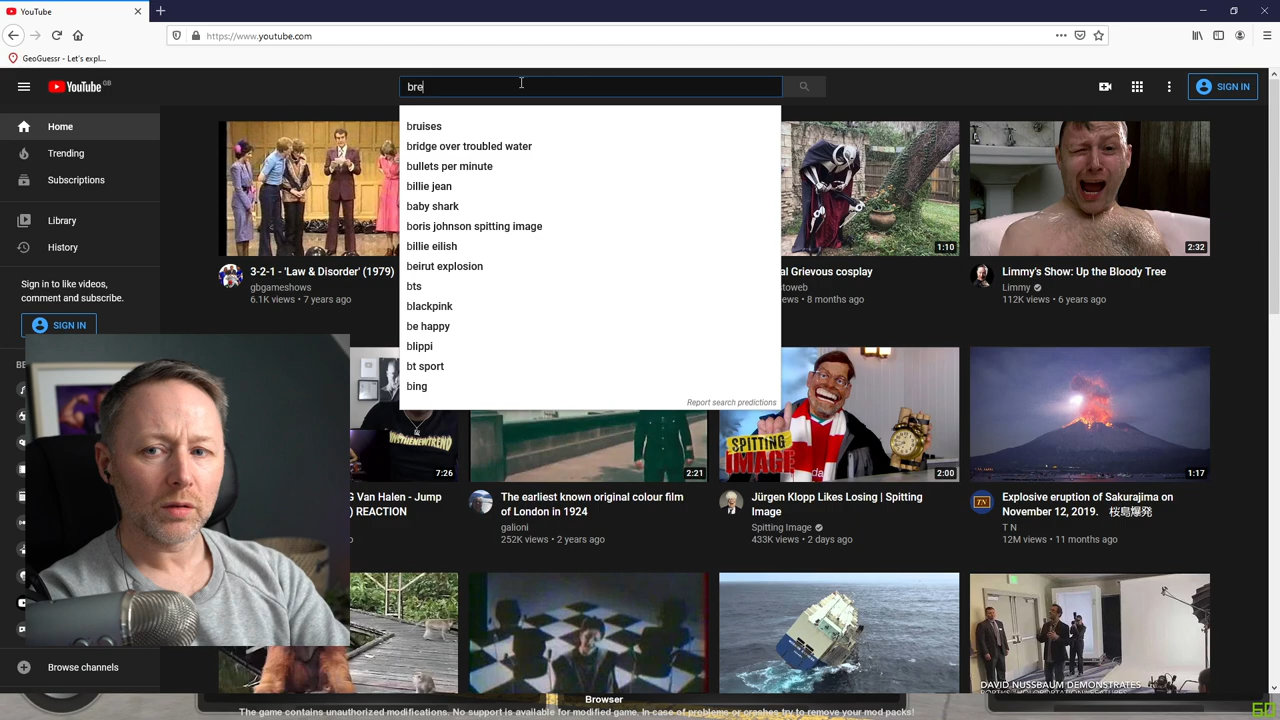 YouTube
https://www.youtube.com
GeoGuessr - Let's expl...
YouTube GB
bre
SIGN IN
Home
Trending
Subscriptions
Library
History
Sign in to like videos,
comment and subscribe.
SIGN IN
BE
Browse channels
bruises
bridge over troubled water
bullets per minute
billie jean
baby shark
boris johnson spitting image
billie eilish
beirut explosion
bts
blackpink
be happy
blippi
bt sport
bing
Report search predictions
3-2-1 - 'Law & Disorder' (1979)
gbgameshows
6.1K views • 7 years ago
1:10
al Grievous cosplay
stoweb
• 8 months ago
2:32
Limmy's Show: Up the Bloody Tree
Limmy
112K views • 6 years ago
7:26
G Van Halen - Jump
) REACTION
2:21
The earliest known original colour film
of London in 1924
galioni
252K views • 2 years ago
SPITTING
IMAGE
2:00
Jürgen Klopp Likes Losing | Spitting
Image
Spitting Image
433K views • 2 days ago
1:17
TN
Explosive eruption of Sakurajima on
November 12, 2019. 桜島爆発
T N
12M views • 11 months ago
DAVID NUSSBAUM DEMONSTRATES
Browser
The game contains unauthorized modifications. No support is available for modified game. In case of problems or crashes try to remove your mod packs!
60